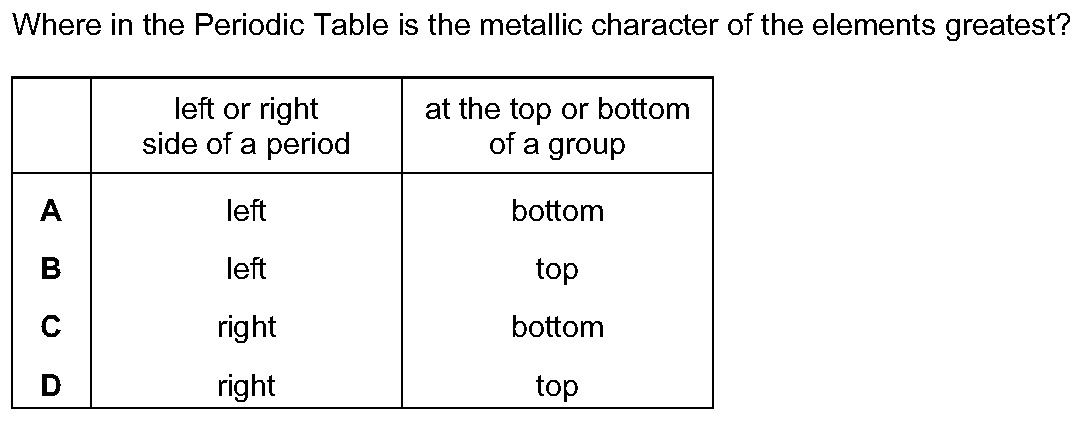 Where in the Periodic Table is the metallic character of the elements greatest?
left or right side of a period
at the top or bottom of a group
A left bottom
B left top
C right bottom
D right top